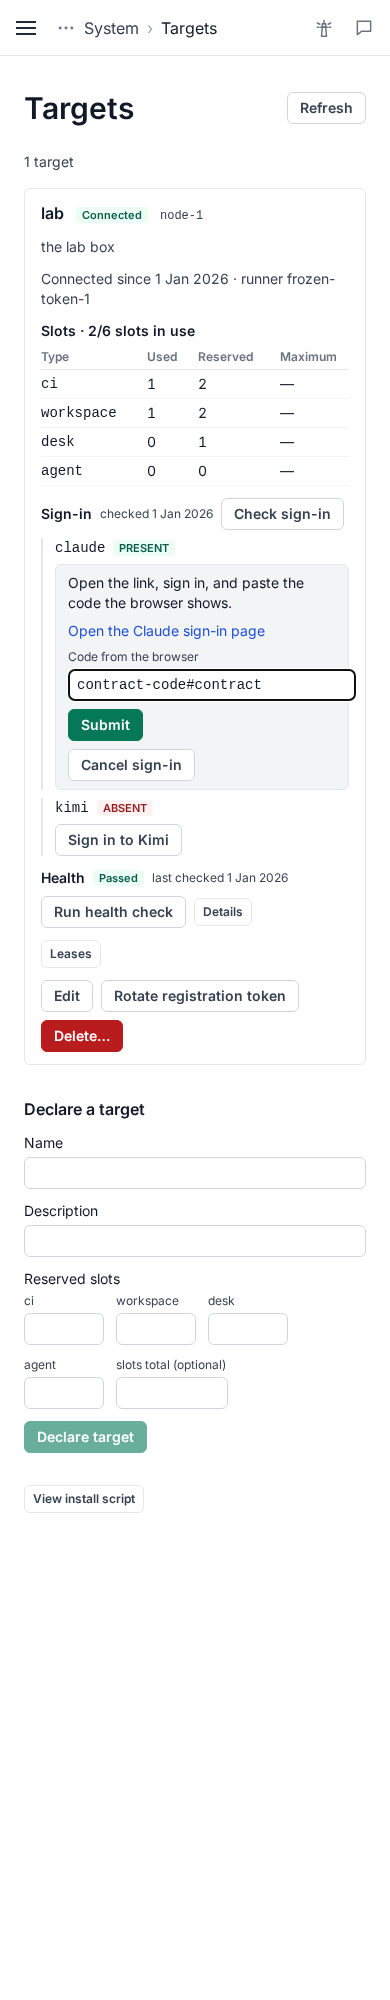 System › Targets
Targets
Refresh
1 target
lab Connected node-1
the lab box
Connected since 1 Jan 2026 · runner frozen-
token-1
Slots · 2/6 slots in use
Type Used Reserved Maximum
ci 1 2 —
workspace 1 2 —
desk 0 1 —
agent 0 0 —
Sign-in checked 1 Jan 2026 Check sign-in
claude PRESENT
Open the link, sign in, and paste the
code the browser shows.
Open the Claude sign-in page
Code from the browser
contract-code#contract
Submit
Cancel sign-in
kimi ABSENT
Sign in to Kimi
Health Passed last checked 1 Jan 2026
Run health check Details
Leases
Edit Rotate registration token
Delete...
Declare a target
Name
Description
Reserved slots
ci workspace desk
agent slots total (optional)
Declare target
View install script